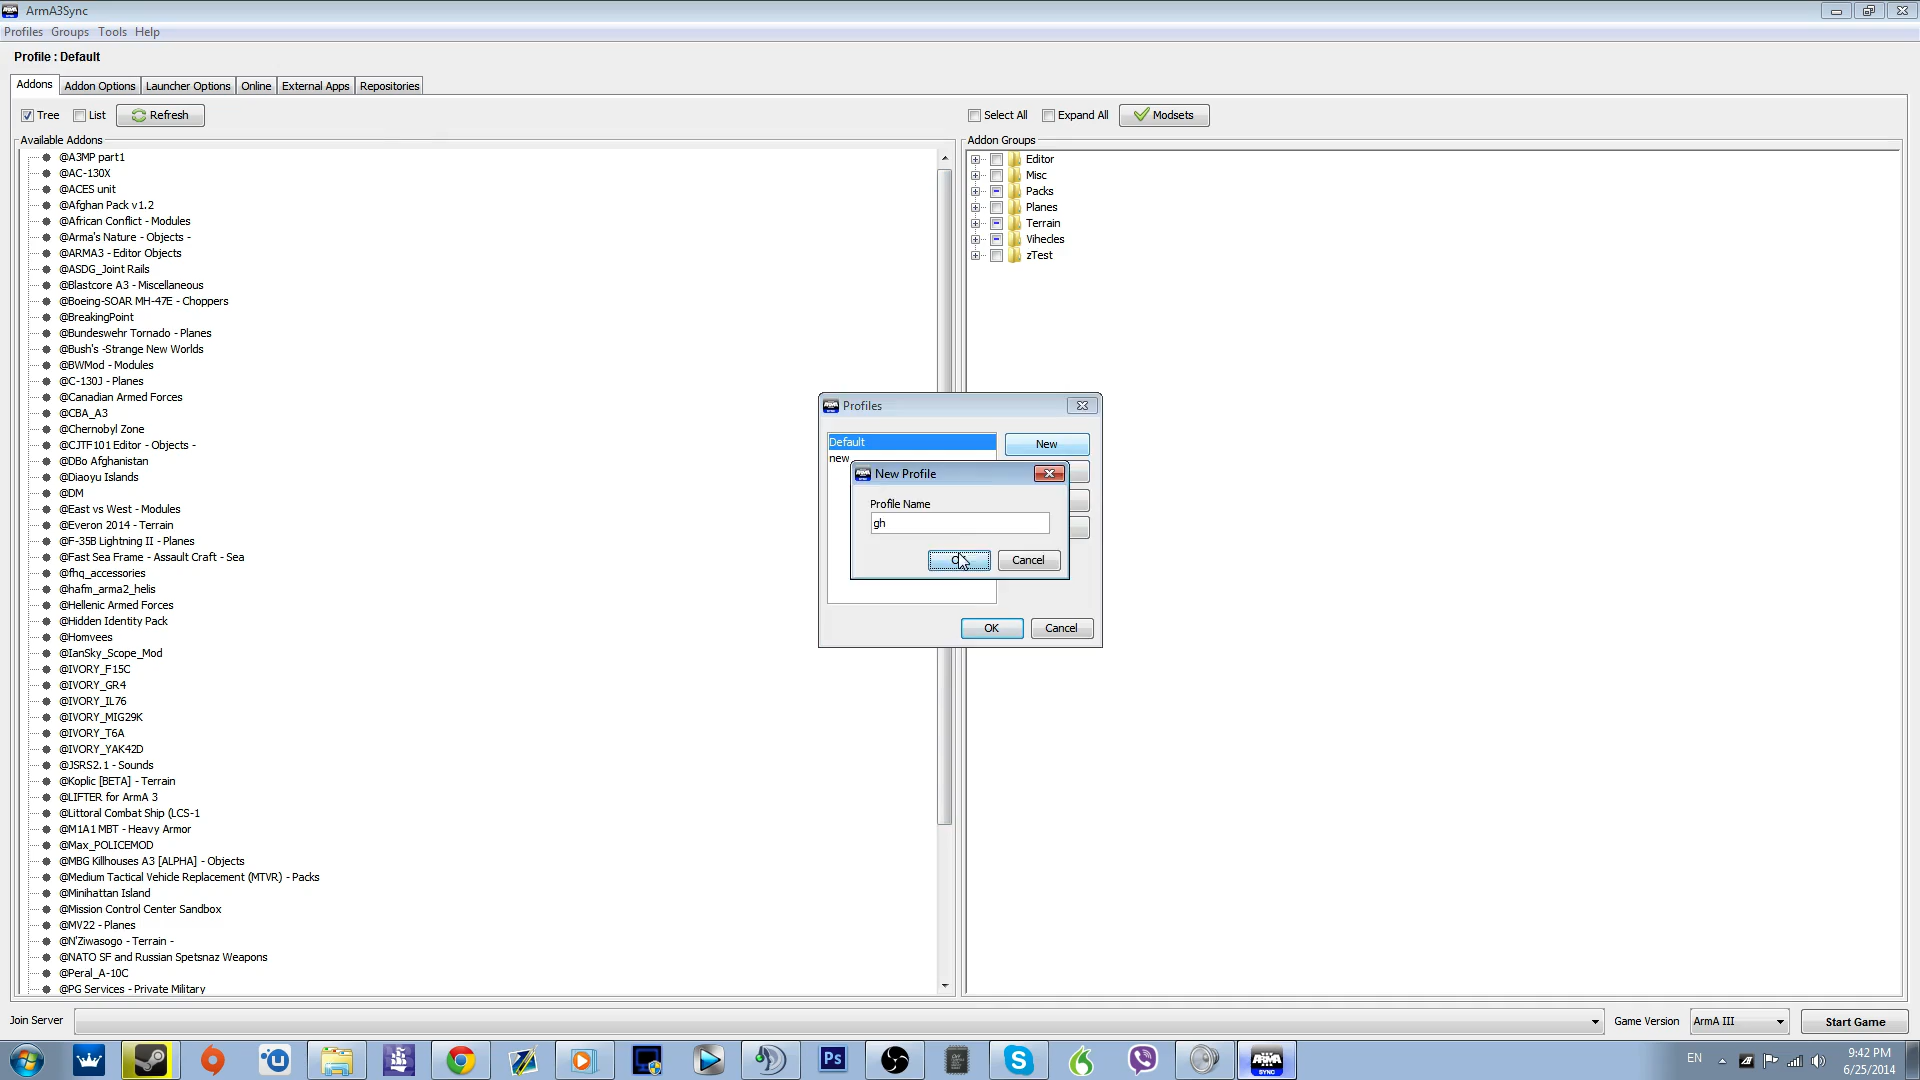 ArmA3Sync
Profiles Groups Tools Help
Profile : Default
Addons Addon Options Launcher Options Online External Apps Repositories
Tree List Refresh
Select All Expand All Modsets
Available Addons
@A3MP part1
@AC-130X
@ACES unit
@Afghan Pack v1.2
@African Conflict - Modules
@Arma's Nature - Objects -
@ARMA3 - Editor Objects
@ASDG_Joint Rails
@Blastcore A3 - Miscellaneous
@Boeing-SOAR MH-47E - Choppers
@BreakingPoint
@Bundeswehr Tornado - Planes
@Bush's -Strange New Worlds
@BWMod - Modules
@C-130J - Planes
@Canadian Armed Forces
@CBA_A3
@Chernobyl Zone
@CJTF101 Editor - Objects -
@DBo Afghanistan
@Diaoyu Islands
@DM
@East vs West - Modules
@Everon 2014 - Terrain
@F-35B Lightning II - Planes
@Fast Sea Frame - Assault Craft - Sea
@fhq_accessories
@hafm_arma2_helis
@Hellenic Armed Forces
@Hidden Identity Pack
@Homvees
@IanSky_Scope_Mod
@IVORY_F15C
@IVORY_GR4
@IVORY_IL76
@IVORY_MIG29K
@IVORY_T6A
@IVORY_YAK42D
@JSRS2.1 - Sounds
@Koplic [BETA] - Terrain
@LIFTER for ArmA 3
@Littoral Combat Ship (LCS-1
@M1A1 MBT - Heavy Armor
@Max_POLICEMOD
@MBG Killhouses A3 [ALPHA] - Objects
@Medium Tactical Vehicle Replacement (MTVR) - Packs
@Minihattan Island
@Mission Control Center Sandbox
@MV22 - Planes
@N'Ziwasogo - Terrain -
@NATO SF and Russian Spetsnaz Weapons
@Peral_A-10C
@PG Services - Private Military
Addon Groups
Editor
Misc
Packs
Planes
Terrain
Vihecles
zTest
Profiles
Default
new
New
New Profile
Profile Name
gh
Cancel
OK Cancel
Join Server
Game Version ArmA III Start Game
Ps
ARMA
SYNC
EN
9:42 PM
6/25/2014